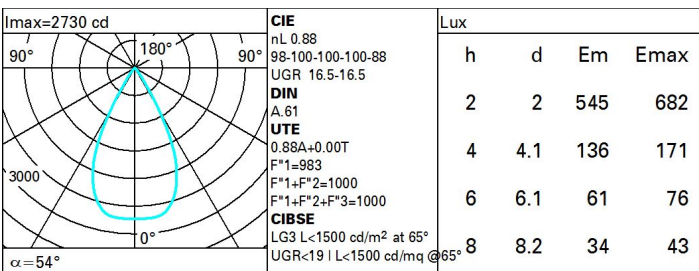 Imax=2730 cd
90°
180°
90°
3000
0°
α=54°
CIE
nL 0.88
98-100-100-100-88
UGR 16.5-16.5
DIN
A.61
UTE
0.88A+0.00T
F"1=983
F"1+F"2=1000
F"1+F"2+F"3=1000
CIBSE
LG3 L<1500 cd/m² at 65°
UGR<19 | L<1500 cd/mq @65°
Lux
h d Em Emax
2 2 545 682
4 4.1 136 171
6 6.1 61 76
8 8.2 34 43